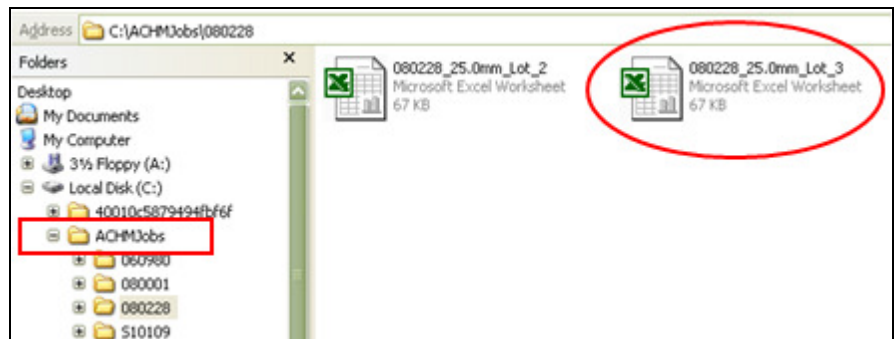 Address C:\ACHMJobs\080228
Folders x
Desktop
My Documents
My Computer
3½ Floppy (A:)
Local Disk (C:)
40010c5879494fbf6f
ACHMJobs
060980
080001
080228
S10109
080228_25.0mm_Lot_2
Microsoft Excel Worksheet
67 KB
080228_25.0mm_Lot_3
Microsoft Excel Worksheet
67 KB